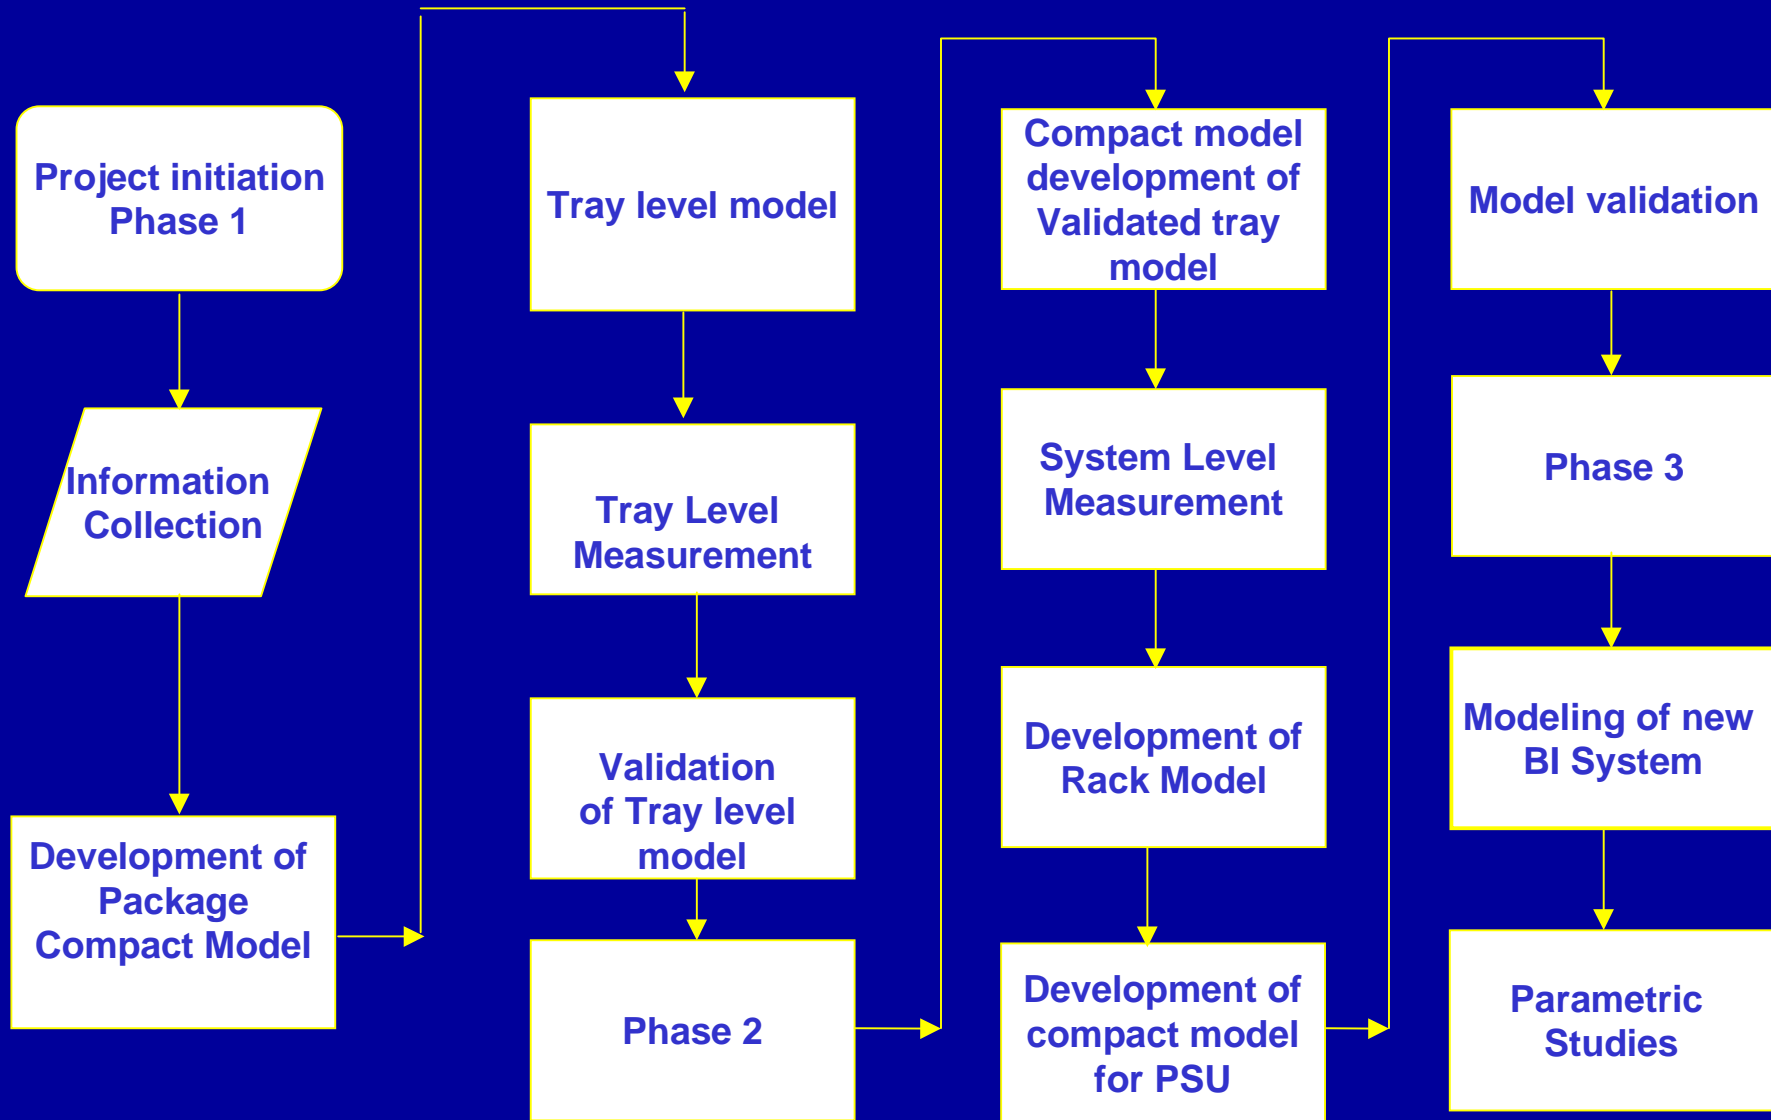 Project initiation
Phase 1
Information
Collection
Development of
Package
Compact Model
Tray level model
Tray Level
Measurement
Validation
of Tray level
model
Phase 2
Compact model
development of
Validated tray
model
System Level
Measurement
Development of
Rack Model
Development of
compact model
for PSU
Model validation
Phase 3
Modeling of new
BI System
Parametric
Studies